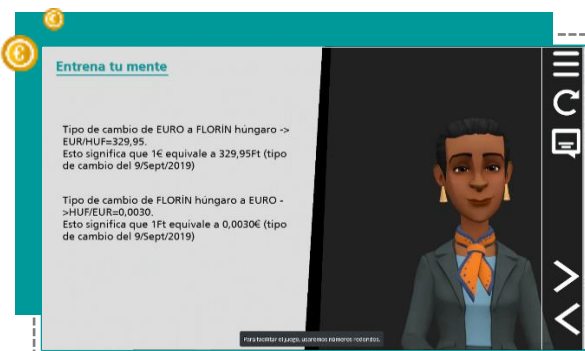 Entrena tu mente
Tipo de cambio de EURO a FLORÍN húngaro ->
EUR/HUF=329,95.
Esto significa que 1€ equivale a 329,95Ft (tipo
de cambio del 9/Sept/2019)
Tipo de cambio de FLORÍN húngaro a EURO -
>HUF/EUR=0,0030.
Esto significa que 1Ft equivale a 0,0030€ (tipo
de cambio del 9/Sept/2019)
Para facilitar el juego, usaremos números redondos.